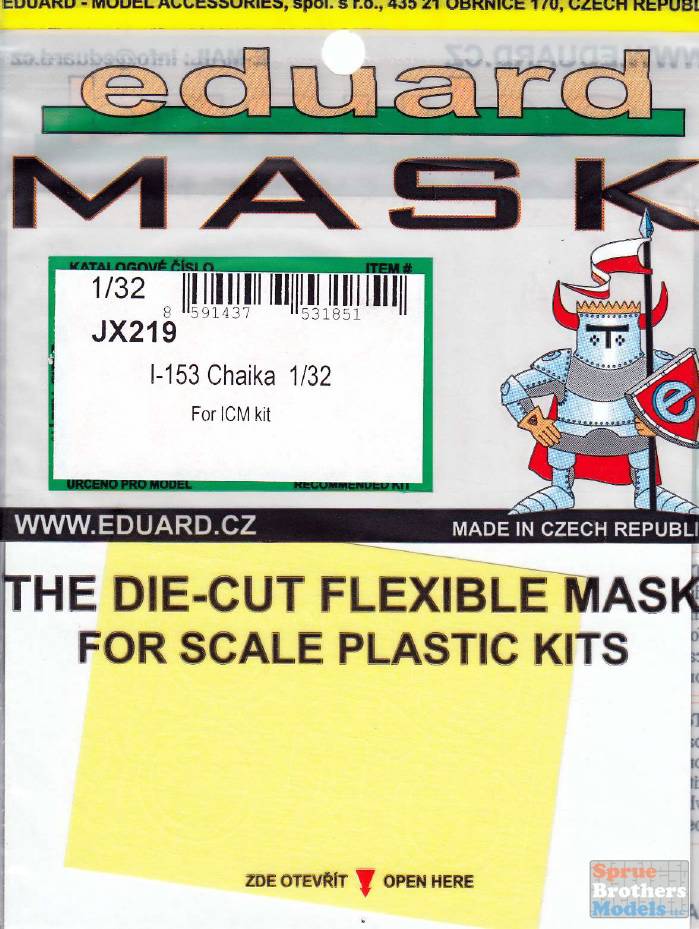 EDUARD - MODEL ACCESSORIES, spol. s r.o., 435 21 OBRNICE 170, CZECH REPUBL
eduard
MASK
KATALOGOVÉ ČÍSLO ITEM #
1/32
8 591437 531851
JX219
I-153 Chaika 1/32
For ICM kit
URČENO PRO MODEL RECOMMENDED KIT
e
WWW.EDUARD.CZ MADE IN CZECH REPUBLI
THE DIE-CUT FLEXIBLE MASK
FOR SCALE PLASTIC KITS
ZDE OTEVŘÍT OPEN HERE
Sprue
Brothers
Models LLC